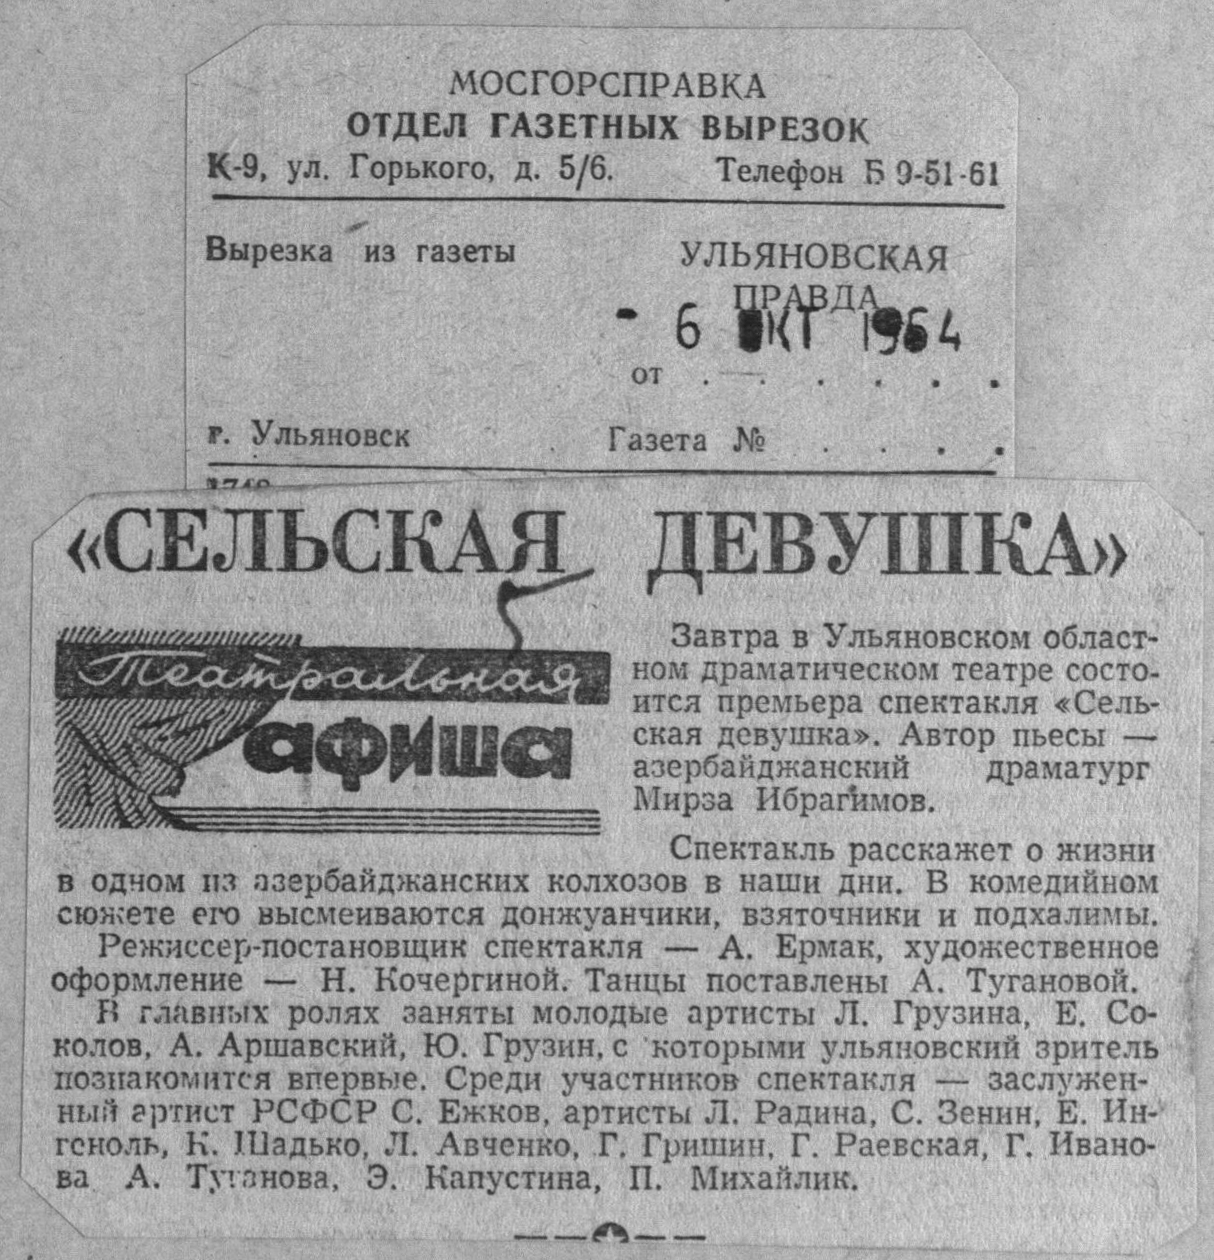 МОСГОРСПРАВКА
ОТДЕЛ ГАЗЕТНЫХ ВЫРЕЗОК
К-9, ул. Горького, д. 5/6. Телефон Б 9-51-61
Вырезка из газеты УЛЬЯНОВСКАЯ
ПРАВДА
- 6 ОКТ 1964
от . . . . . .
г. Ульяновск Газета № . . . .
«СЕЛЬСКАЯ ДЕВУШКА»
Театральная
афиша
Завтра в Ульяновском област-
ном драматическом театре состо-
ится премьера спектакля «Сель-
ская девушка». Автор пьесы —
азербайджанский драматург
Мирза Ибрагимов.
Спектакль расскажет о жизни
в одном из азербайджанских колхозов в наши дни. В комедийном
сюжете его высмеиваются донжуанчики, взяточники и подхалимы.
Режиссер-постановщик спектакля — А. Ермак, художественное
оформление — Н. Кочергиной. Танцы поставлены А. Тугановой.
В главных ролях заняты молодые артисты Л. Грузина, Е. Со-
колов, А. Аршавский, Ю. Грузин, с которыми ульяновский зритель
познакомится впервые. Среди участников спектакля — заслужен-
ный артист РСФСР С. Ежков, артисты Л. Радина, С. Зенин, Е. Ин-
геноль, К. Шадько, Л. Авченко, Г. Гришин, Г. Раевская, Г. Ивано-
ва А. Туганова, Э. Капустина, П. Михайлик.